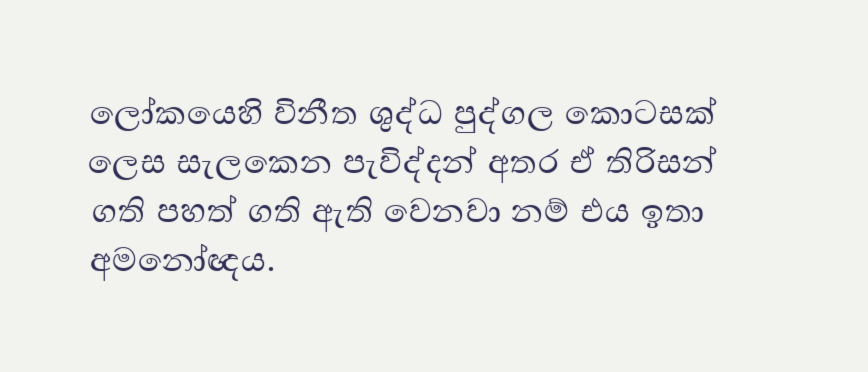 ලෝකයෙහි විනීත ශුද්ධ පුද්ගල කොටසක්
ලෙස සැලකෙන පැවිද්දන් අතර ඒ තිරිසන්
ගති පහත් ගති ඇති වෙනවා නම් එය ඉතා
අමනෝඥය.